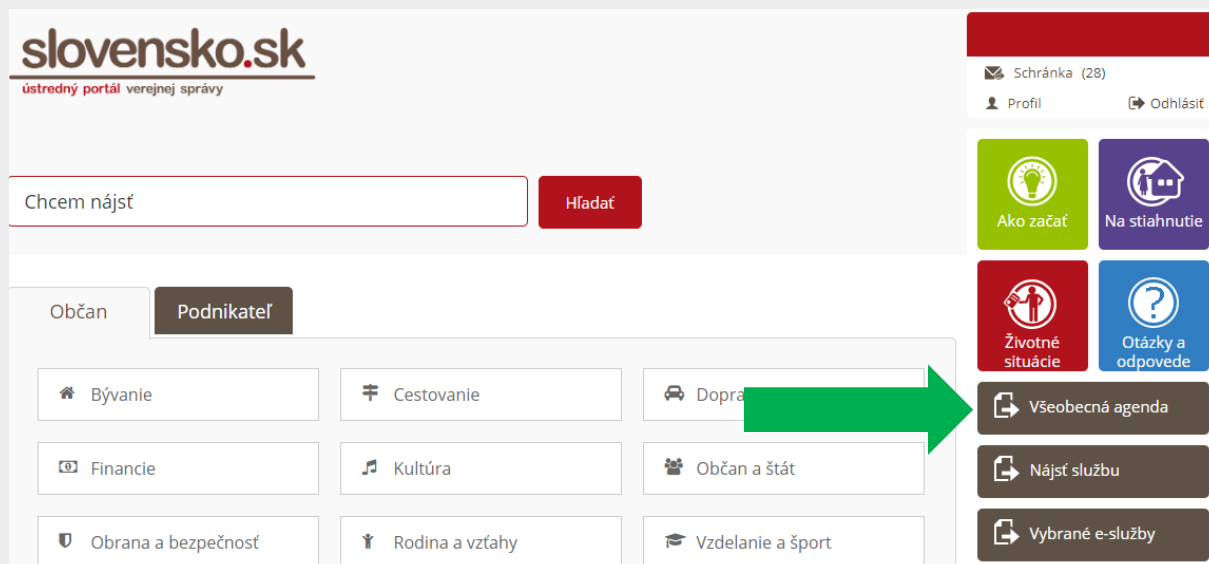 slovensko.sk
ústredný portál verejnej správy
Schránka (28)
Profil
Odhlásiť
Chcem nájsť
Hľadať
Ako začať
Na stiahnutie
Životné
situácie
Otázky a
odpovede
Všeobecná agenda
Nájsť službu
Vybrané e-služby
Občan
Podnikateľ
Bývanie
Cestovanie
Financie
Kultúra
Občan a štát
Obrana a bezpečnosť
Rodina a vzťahy
Vzdelanie a šport